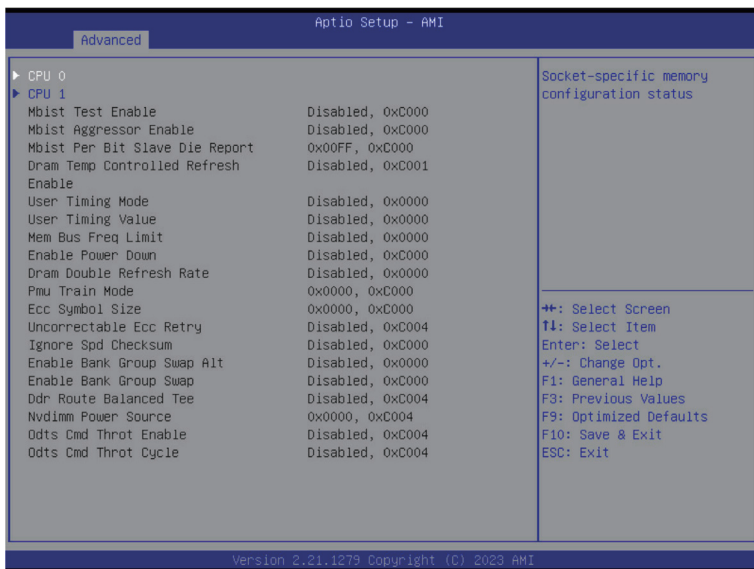 Aptio Setup – AMI
Advanced
▶ CPU 0
▶ CPU 1
Mbist Test Enable Disabled, 0xC000
Mbist Aggressor Enable Disabled, 0xC000
Mbist Per Bit Slave Die Report 0x00FF, 0xC000
Dram Temp Controlled Refresh Disabled, 0xC001
Enable
User Timing Mode Disabled, 0x0000
User Timing Value Disabled, 0x0000
Mem Bus Freq Limit Disabled, 0x0000
Enable Power Down Disabled, 0xC000
Dram Double Refresh Rate Disabled, 0x0000
Pmu Train Mode 0x0000, 0xC000
Ecc Symbol Size 0x0000, 0xC000
Uncorrectable Ecc Retry Disabled, 0xC004
Ignore Spd Checksum Disabled, 0xC000
Enable Bank Group Swap Alt Disabled, 0xC000
Enable Bank Group Swap Disabled, 0xC000
Ddr Route Balanced Tee Disabled, 0xC004
Nvdimm Power Source 0x0000, 0xC004
Odts Cmd Throt Enable Disabled, 0xC004
Odts Cmd Throt Cycle Disabled, 0xC004
Socket-specific memory
configuration status
→←: Select Screen
↑↓: Select Item
Enter: Select
+/-: Change Opt.
F1: General Help
F3: Previous Values
F9: Optimized Defaults
F10: Save & Exit
ESC: Exit
Version 2.21.1279 Copyright (C) 2023 AMI